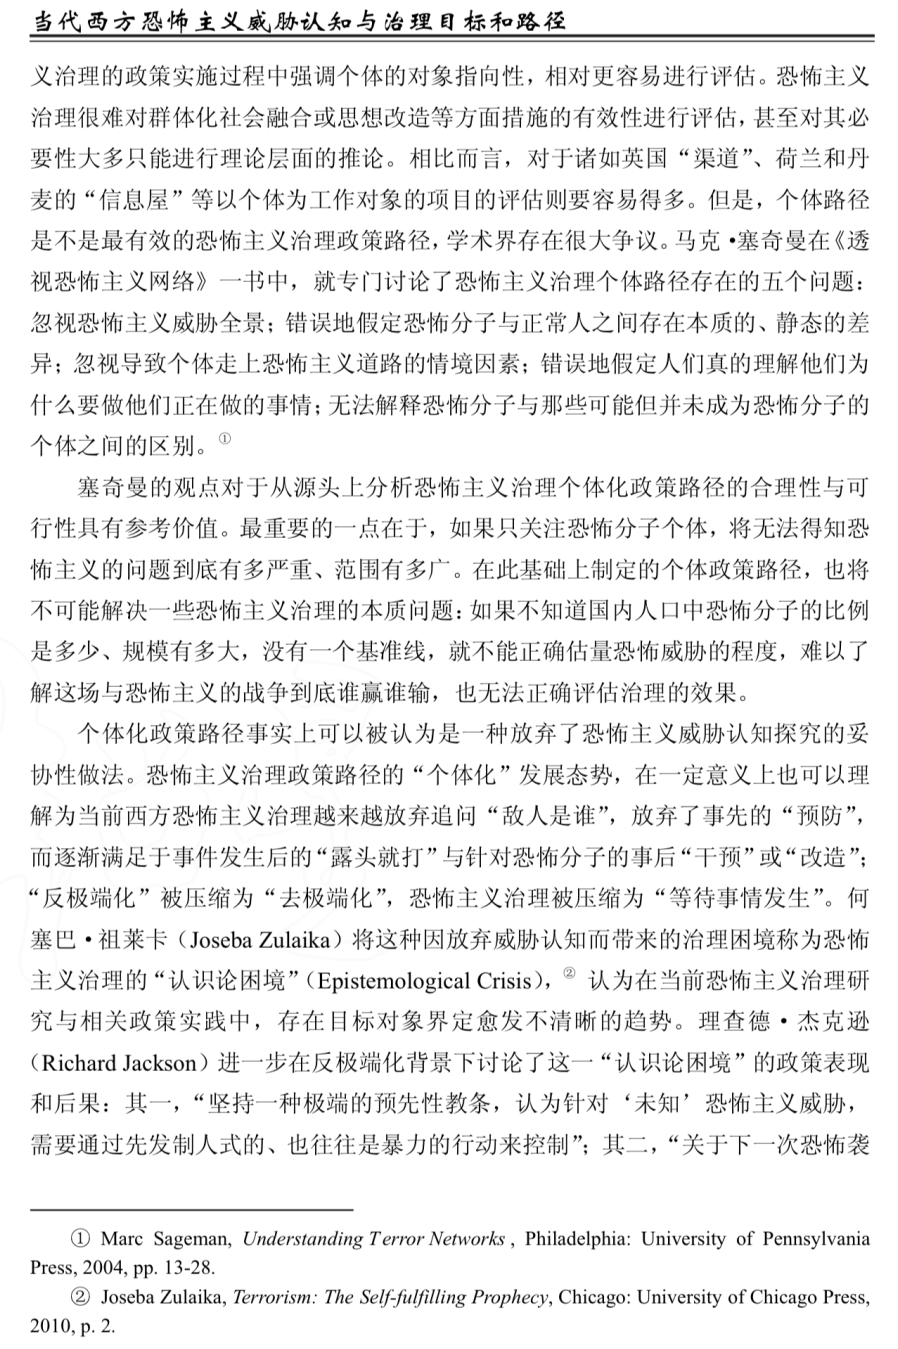 当代西方恐怖主义威胁认知与治理目标和路径
义治理的政策实施过程中强调个体的对象指向性，相对更容易进行评估。恐怖主义
治理很难对群体化社会融合或思想改造等方面措施的有效性进行评估，甚至对其必
要性大多只能进行理论层面的推论。相比而言，对于诸如英国“渠道”、荷兰和丹
麦的“信息屋”等以个体为工作对象的项目的评估则要容易得多。但是，个体路径
是不是最有效的恐怖主义治理政策路径，学术界存在很大争议。马克·塞奇曼在《透
视恐怖主义网络》一书中，就专门讨论了恐怖主义治理个体路径存在的五个问题：
忽视恐怖主义威胁全景；错误地假定恐怖分子与正常人之间存在本质的、静态的差
异；忽视导致个体走上恐怖主义道路的情境因素；错误地假定人们真的理解他们为
什么要做他们正在做的事情；无法解释恐怖分子与那些可能但并未成为恐怖分子的
个体之间的区别。①
塞奇曼的观点对于从源头上分析恐怖主义治理个体化政策路径的合理性与可
行性具有参考价值。最重要的一点在于，如果只关注恐怖分子个体，将无法得知恐
怖主义的问题到底有多严重、范围有多广。在此基础上制定的个体政策路径，也将
不可能解决一些恐怖主义治理的本质问题：如果不知道国内人口中恐怖分子的比例
是多少、规模有多大，没有一个基准线，就不能正确估量恐怖威胁的程度，难以了
解这场与恐怖主义的战争到底谁赢谁输，也无法正确评估治理的效果。
个体化政策路径事实上可以被认为是一种放弃了恐怖主义威胁认知探究的妥
协性做法。恐怖主义治理政策路径的“个体化”发展态势，在一定意义上也可以理
解为当前西方恐怖主义治理越来越放弃追问“敌人是谁”，放弃了事先的“预防”，
而逐渐满足于事件发生后的“露头就打”与针对恐怖分子的事后“干预”或“改造”；
“反极端化”被压缩为“去极端化”，恐怖主义治理被压缩为“等待事情发生”。何
塞巴·祖莱卡（Joseba Zulaika）将这种因放弃威胁认知而带来的治理困境称为恐怖
主义治理的“认识论困境”（Epistemological Crisis），② 认为在当前恐怖主义治理研
究与相关政策实践中，存在目标对象界定愈发不清晰的趋势。理查德·杰克逊
（Richard Jackson）进一步在反极端化背景下讨论了这一“认识论困境”的政策表现
和后果：其一，“坚持一种极端的预先性教条，认为针对‘未知’恐怖主义威胁，
需要通过先发制人式的、也往往是暴力的行动来控制”；其二，“关于下一次恐怖袭
① Marc Sageman, Understanding Terror Networks , Philadelphia: University of Pennsylvania
Press, 2004, pp. 13-28.
② Joseba Zulaika, Terrorism: The Self-fulfilling Prophecy, Chicago: University of Chicago Press,
2010, p. 2.